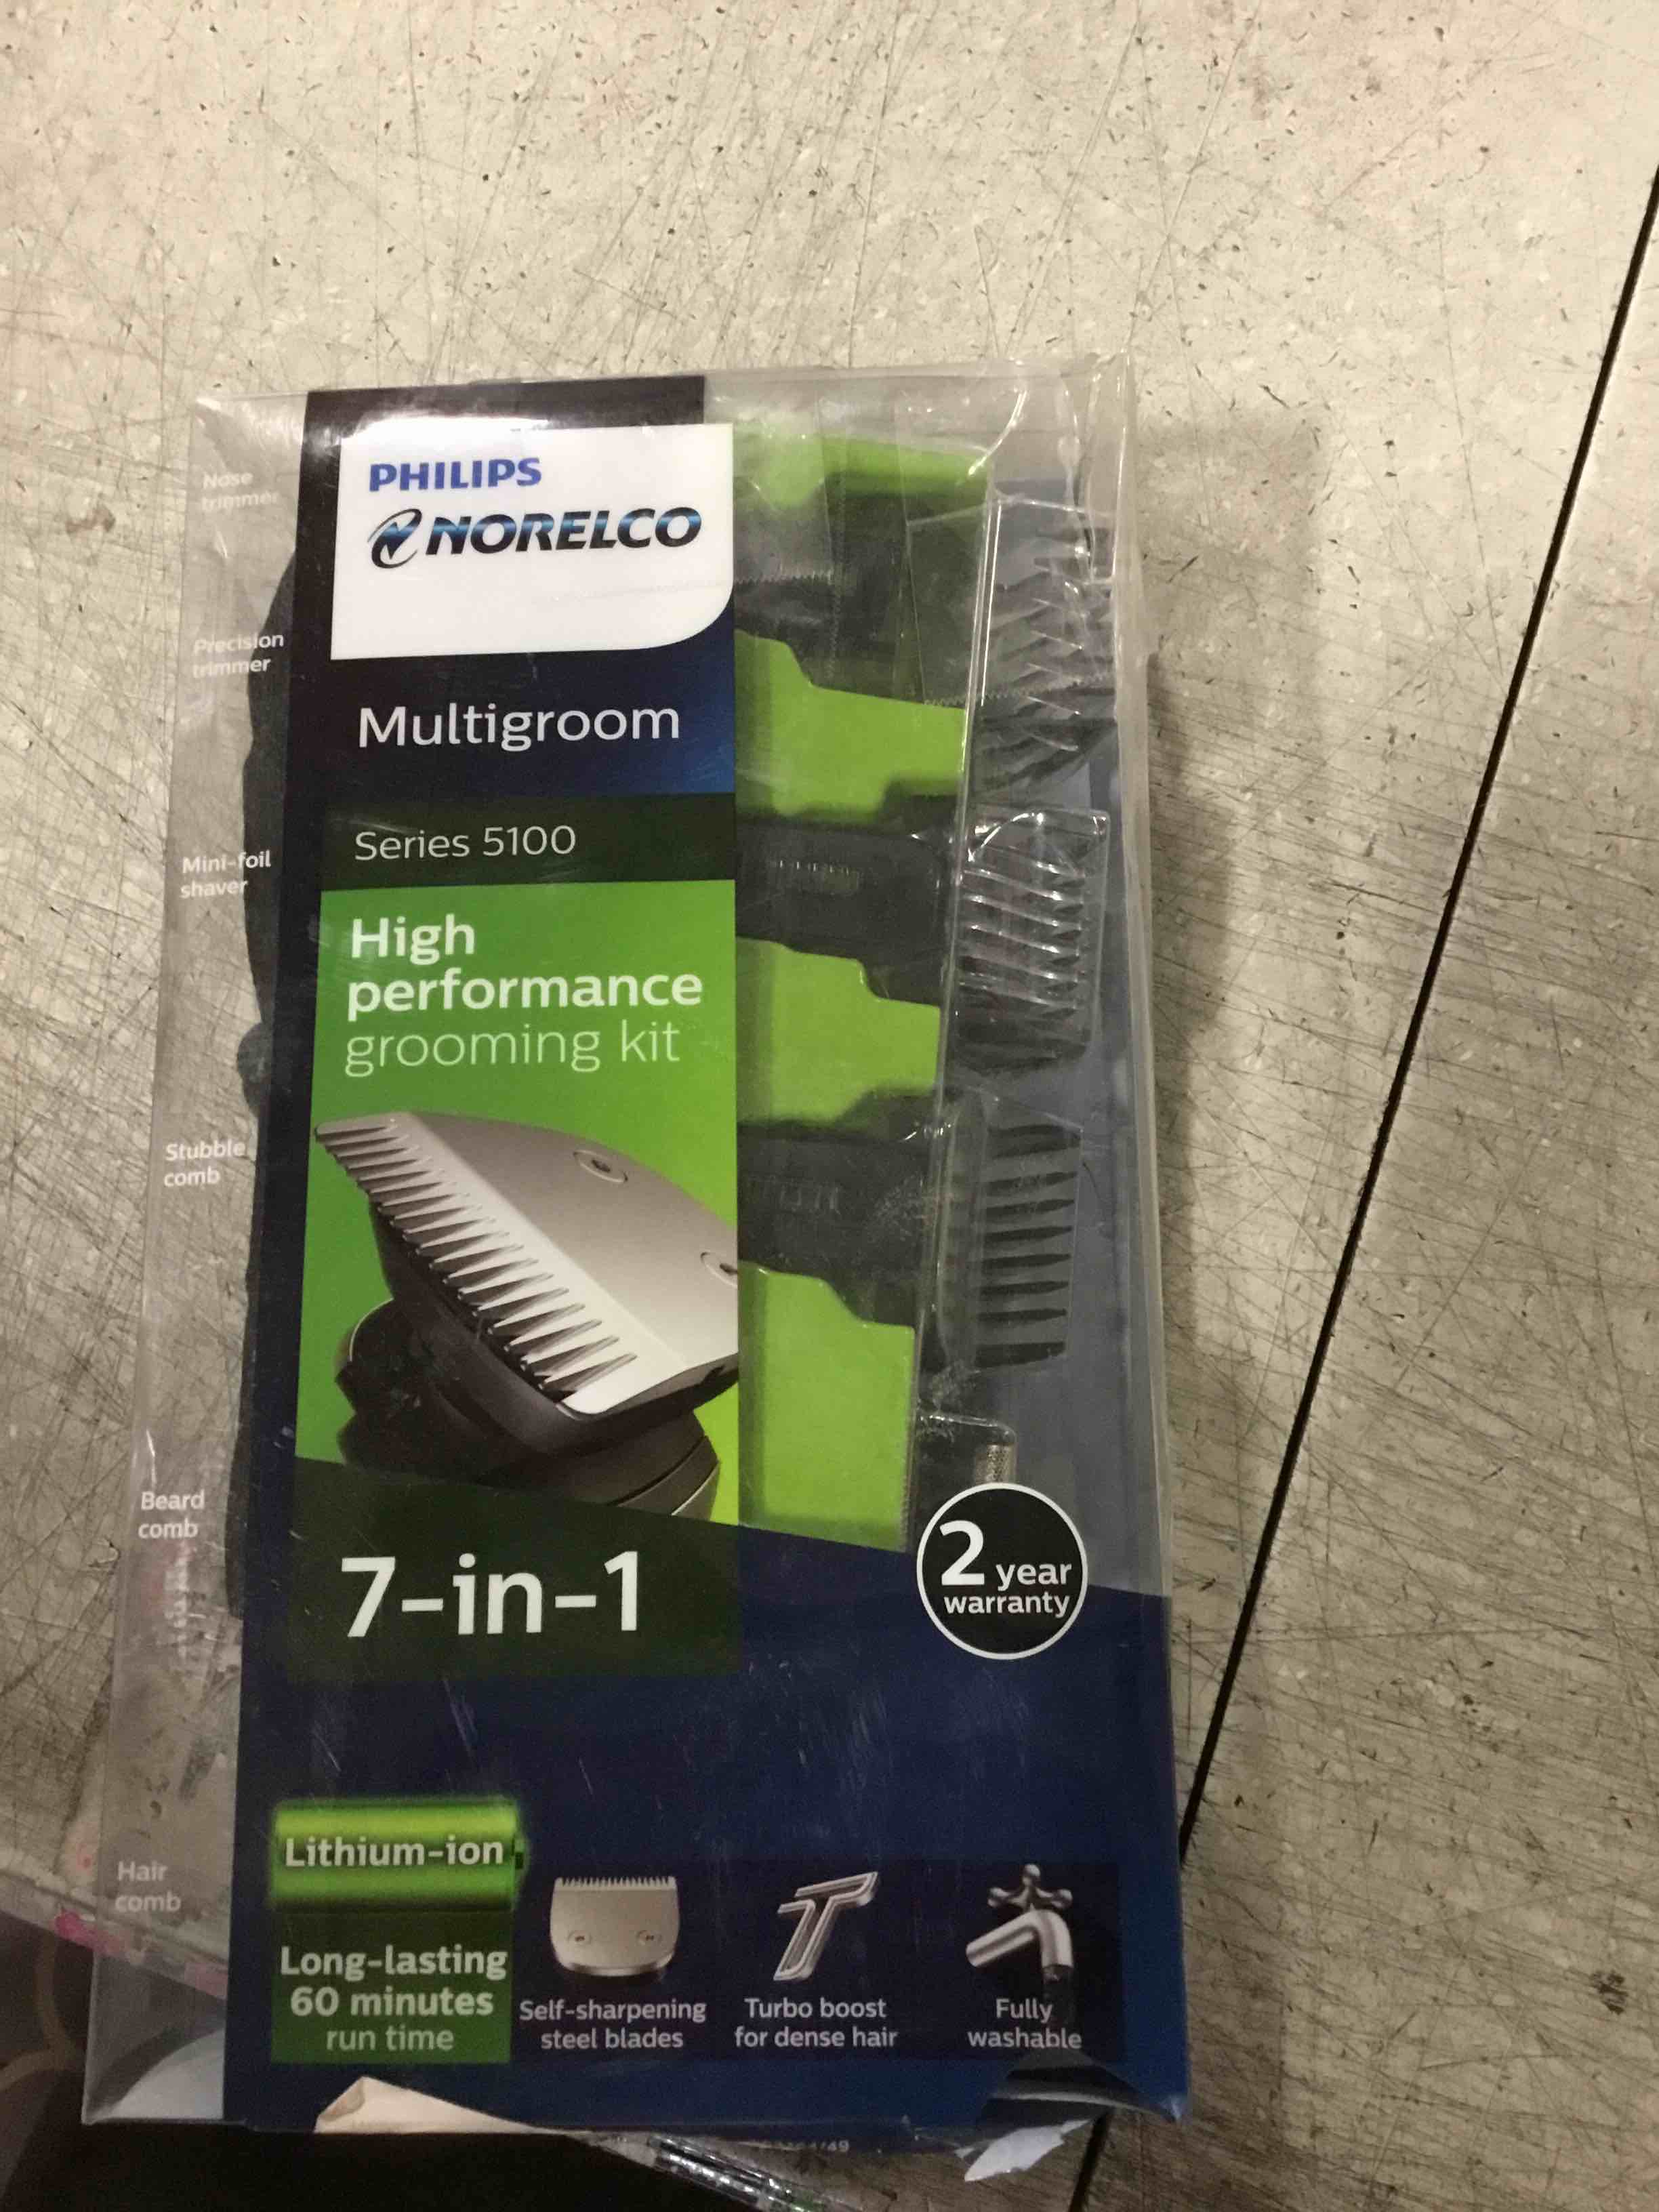 PHILIPS
NORELCO
Multigroom
Series 5100
High
performance
grooming kit
7-in-1
2 year
warranty
Lithium-ion
Long-lasting
60 minutes
run time
Self-sharpening
steel blades
Turbo boost
for dense hair
Fully
washable
Nose
trimmer
Precision
trimmer
Mini-foil
shaver
Stubble
comb
Beard
comb
Hair
comb